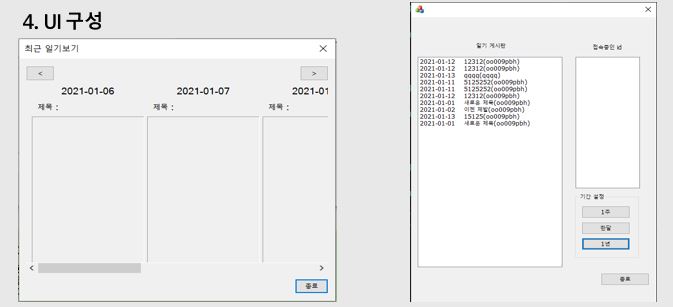 4. UI 구성
최근 일기보기
<
>
2021-01-06
2021-01-07
2021-01
제목 :
제목 :
제목 :
종료
일기 게시판
접속중인 id
2021-01-12 12312(oo009pbh)
2021-01-12 12312(oo009pbh)
2021-01-13 qqqq(qqqq)
2021-01-11 5125252(oo009pbh)
2021-01-11 5125252(oo009pbh)
2021-01-12 12312(oo009pbh)
2021-01-01 새로운 제목(oo009pbh)
2021-01-02 이젠 제발(oo009pbh)
2021-01-13 15125(oo009pbh)
2021-01-01 새로운 제목(oo009pbh)
기간 설정
1주
한달
1년
종료